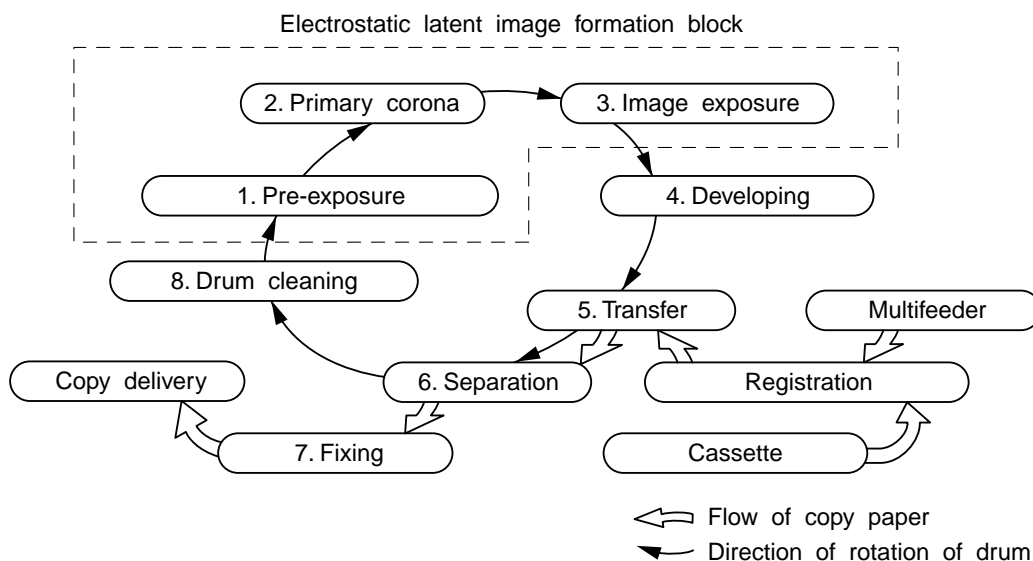 Electrostatic latent image formation block
2. Primary corona
3. Image exposure
1. Pre-exposure
4. Developing
8. Drum cleaning
5. Transfer
Multifeeder
Copy delivery
6. Separation
Registration
7. Fixing
Cassette
Flow of copy paper
Direction of rotation of drum